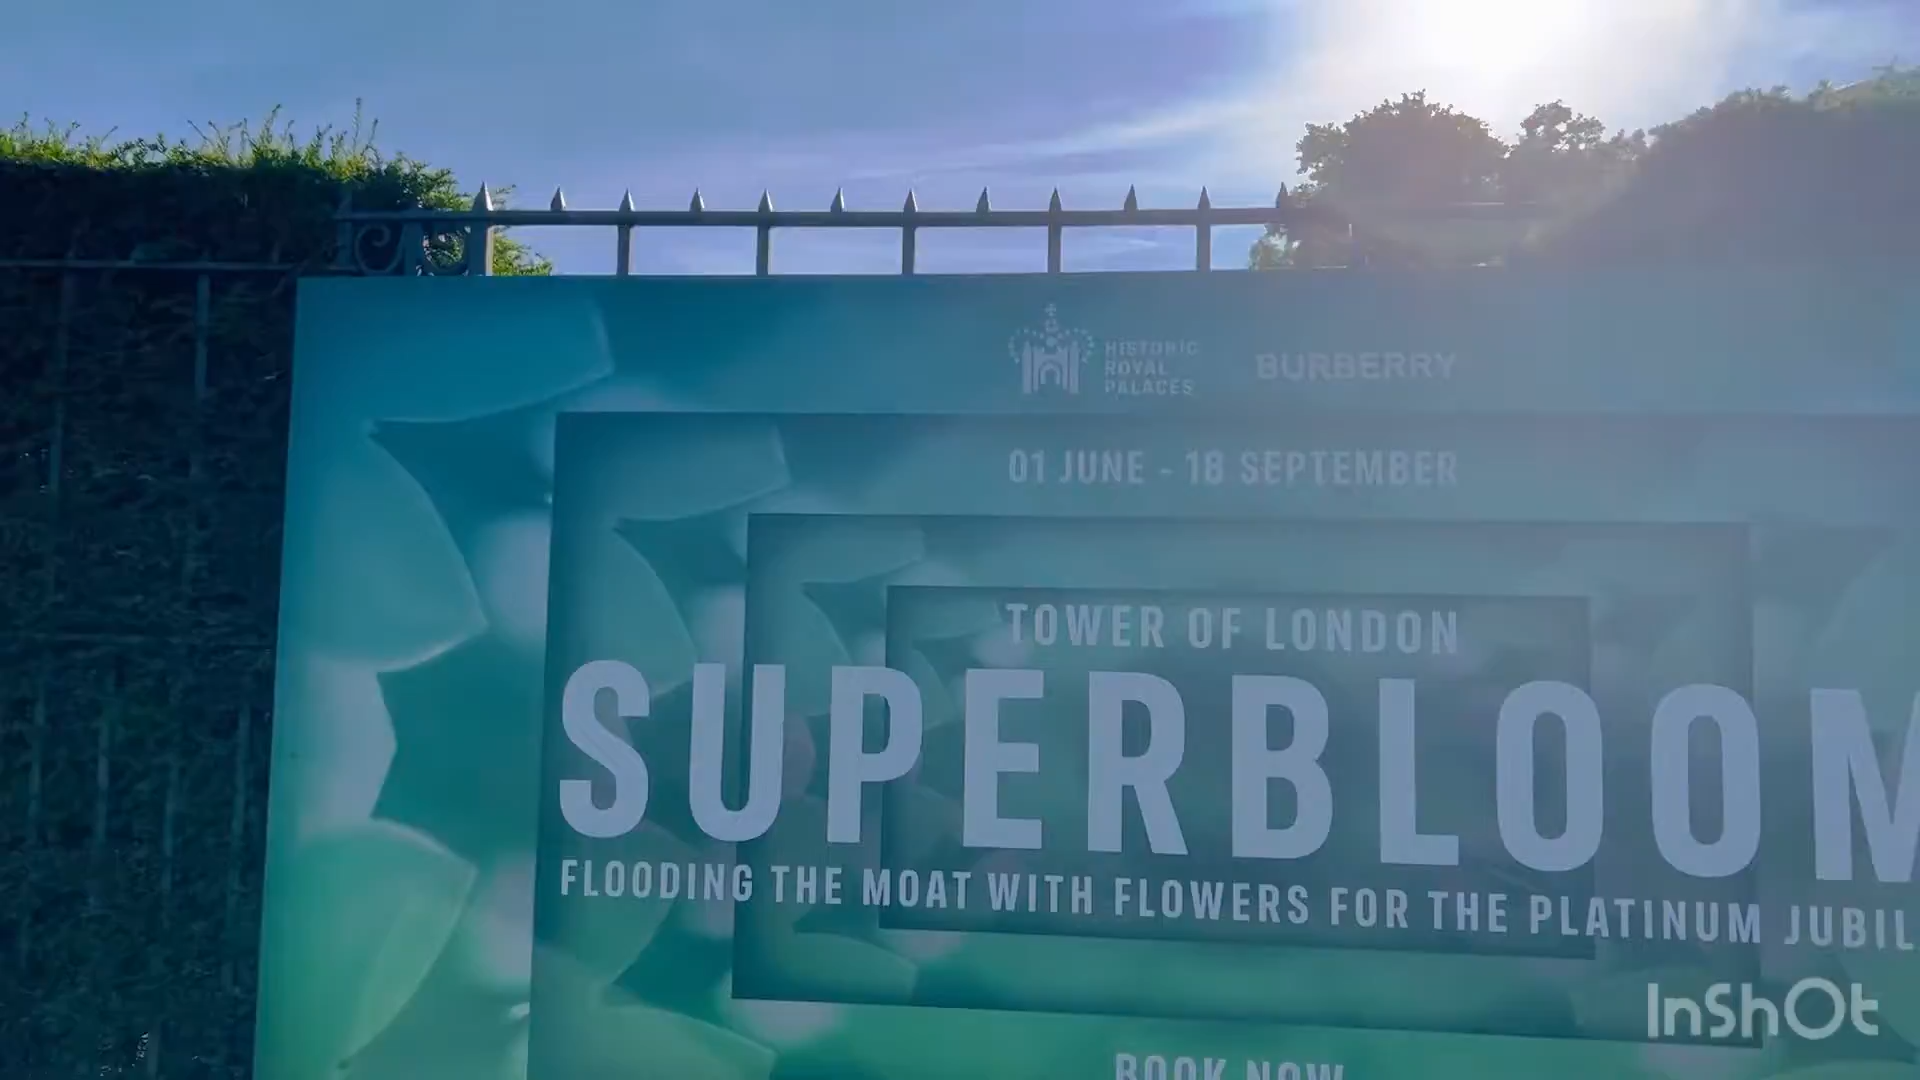 HISTORIC
ROYAL
PALACES
BURBERRY
01 JUNE - 18 SEPTEMBER
TOWER OF LONDON
SUPERBLOOM
FLOODING THE MOAT WITH FLOWERS FOR THE PLATINUM JUBIL
BOOK NOW
InShOt